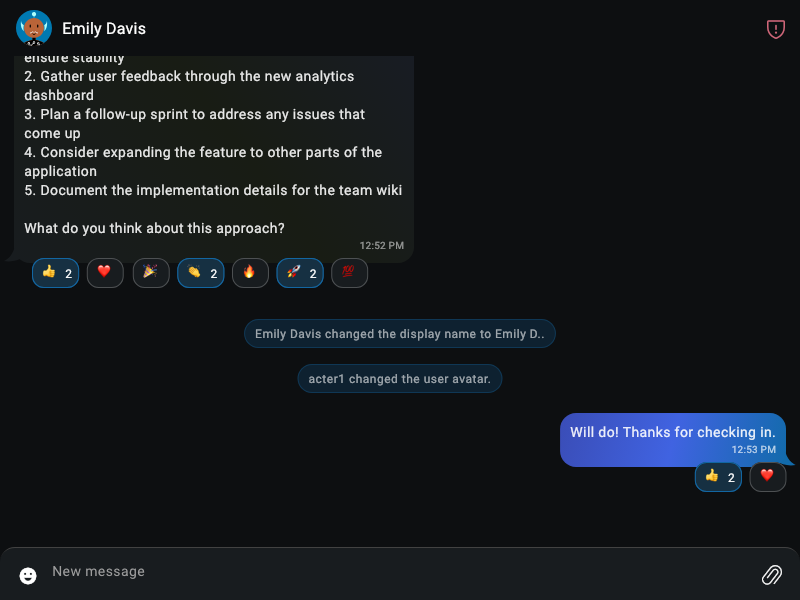 Emily Davis
ensure stability
2. Gather user feedback through the new analytics
dashboard
3. Plan a follow-up sprint to address any issues that
come up
4. Consider expanding the feature to other parts of the
application
5. Document the implementation details for the team wiki
What do you think about this approach?
12:52 PM
2
2
2
100
Emily Davis changed the display name to Emily D..
acter1 changed the user avatar.
Will do! Thanks for checking in.
12:53 PM
2
New message